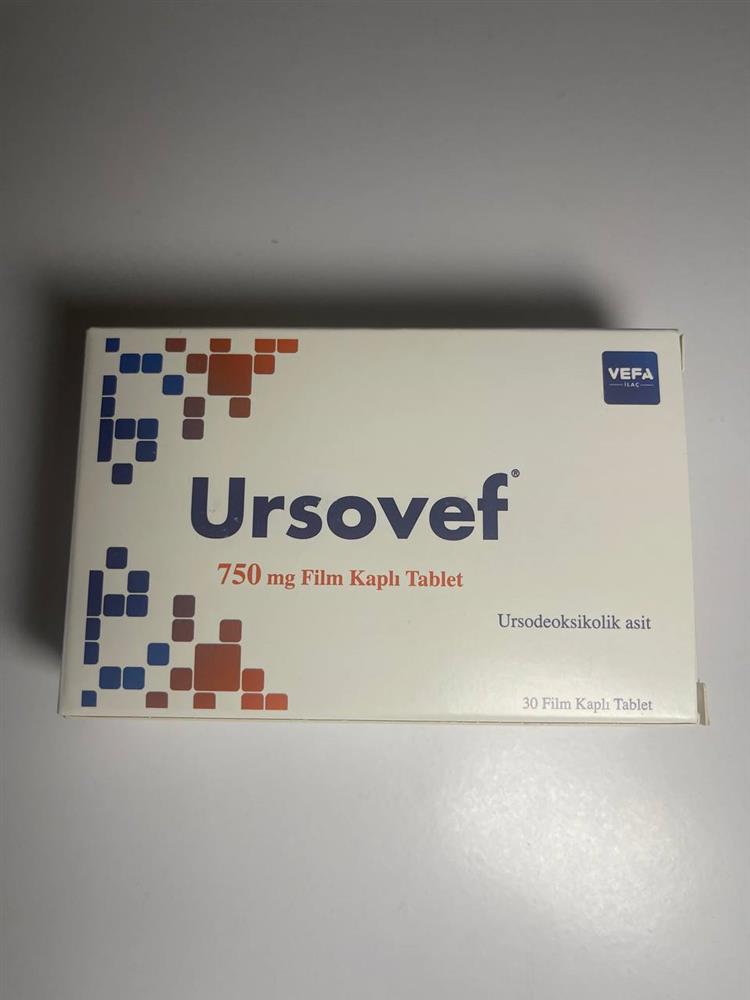 VEFA
İLAÇ
Ursovef®
750 mg Film Kaplı Tablet
Ursodeoksikolik asit
30 Film Kaplı Tablet